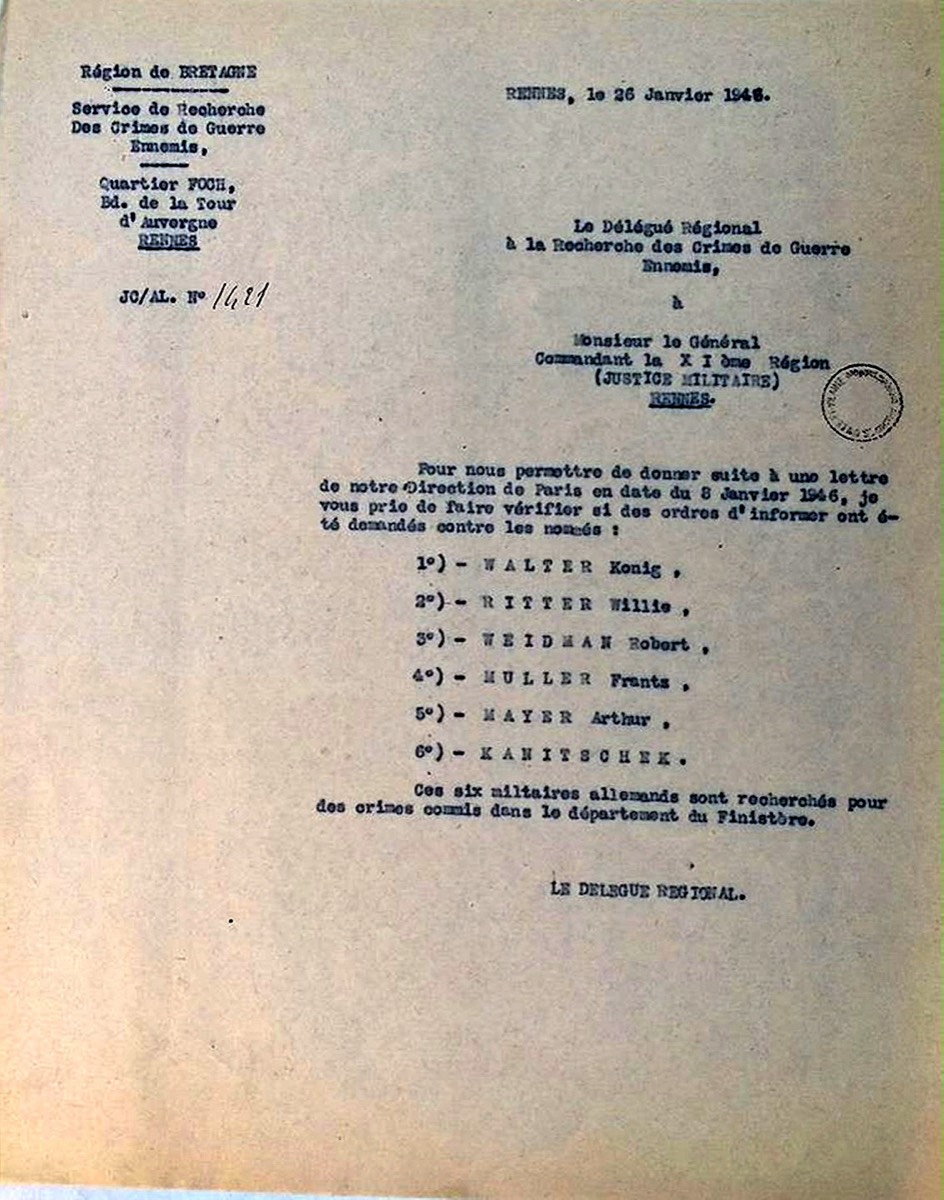 Région de BRETAGNE
Service de Recherche
Des Crimes de Guerre
Ennemis,
Quartier FOCH,
Bd. de la Tour
d'Auvergne
RENNES
JC/AL. N° 1421
RENNES, le 26 Janvier 1946.
Le Délégué Régional
à la Recherche des Crimes de Guerre
Ennemis,
à
Monsieur le Général
Commandant la X I ème Région
(JUSTICE MILITAIRE)
RENNES.
Pour nous permettre de donner suite à une lettre
de notre Direction de Paris en date du 8 Janvier 1946, je
vous prie de faire vérifier si des ordres d'informer ont é-
té demandés contre les nommés :
1°) - W A L T E R Konig ,
2°) - R I T T E R Willie ,
3°) - W E I D M A N Robert ,
4°) - M U L L E R Frants ,
5°) - M A Y E R Arthur ,
6°) - K A N I T S C H E K .
Ces six miltaires allemands sont recherchés pour
des crimes commis dans le département du Finistère.
LE DELEGUE REGIONAL.